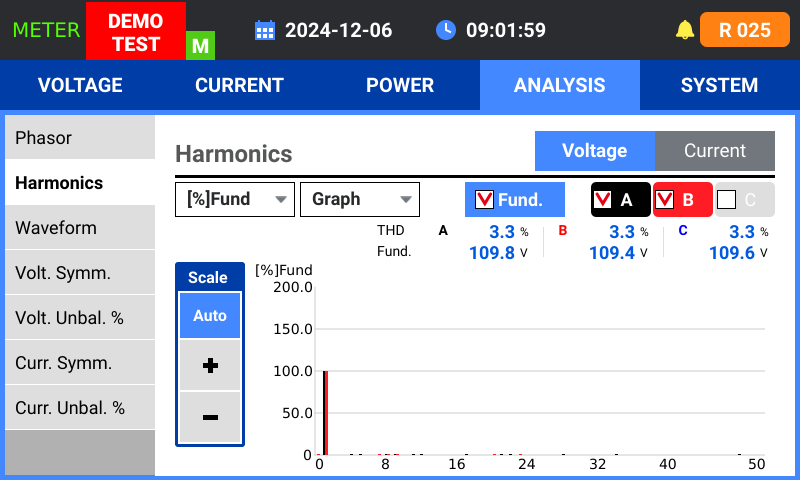 METER DEMO TEST M 2024-12-06 09:01:59 R 025
VOLTAGE CURRENT POWER ANALYSIS SYSTEM
Phasor
Harmonics
Waveform
Volt. Symm.
Volt. Unbal. %
Curr. Symm.
Curr. Unbal. %
Harmonics Voltage Current
[%]Fund Graph Fund. A B C
THD A 3.3 % B 3.3 % C 3.3 %
Fund. 109.8 V 109.4 V 109.6 V
Scale
Auto
+
−
[%]Fund
200.0
150.0
100.0
50.0
0
0 8 16 24 32 40 50